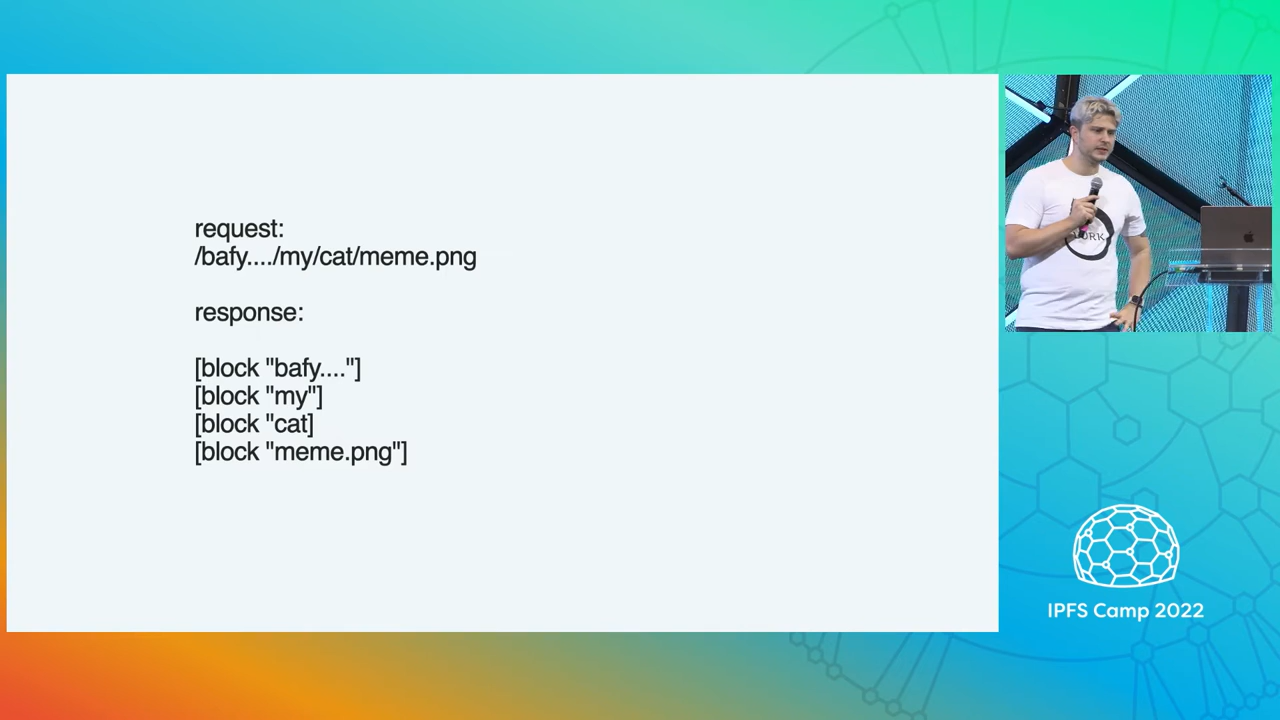 request:
/bafy..../my/cat/meme.png
response:
[block "bafy...."]
[block "my"]
[block "cat]
[block "meme.png"]
IPFS Camp 2022